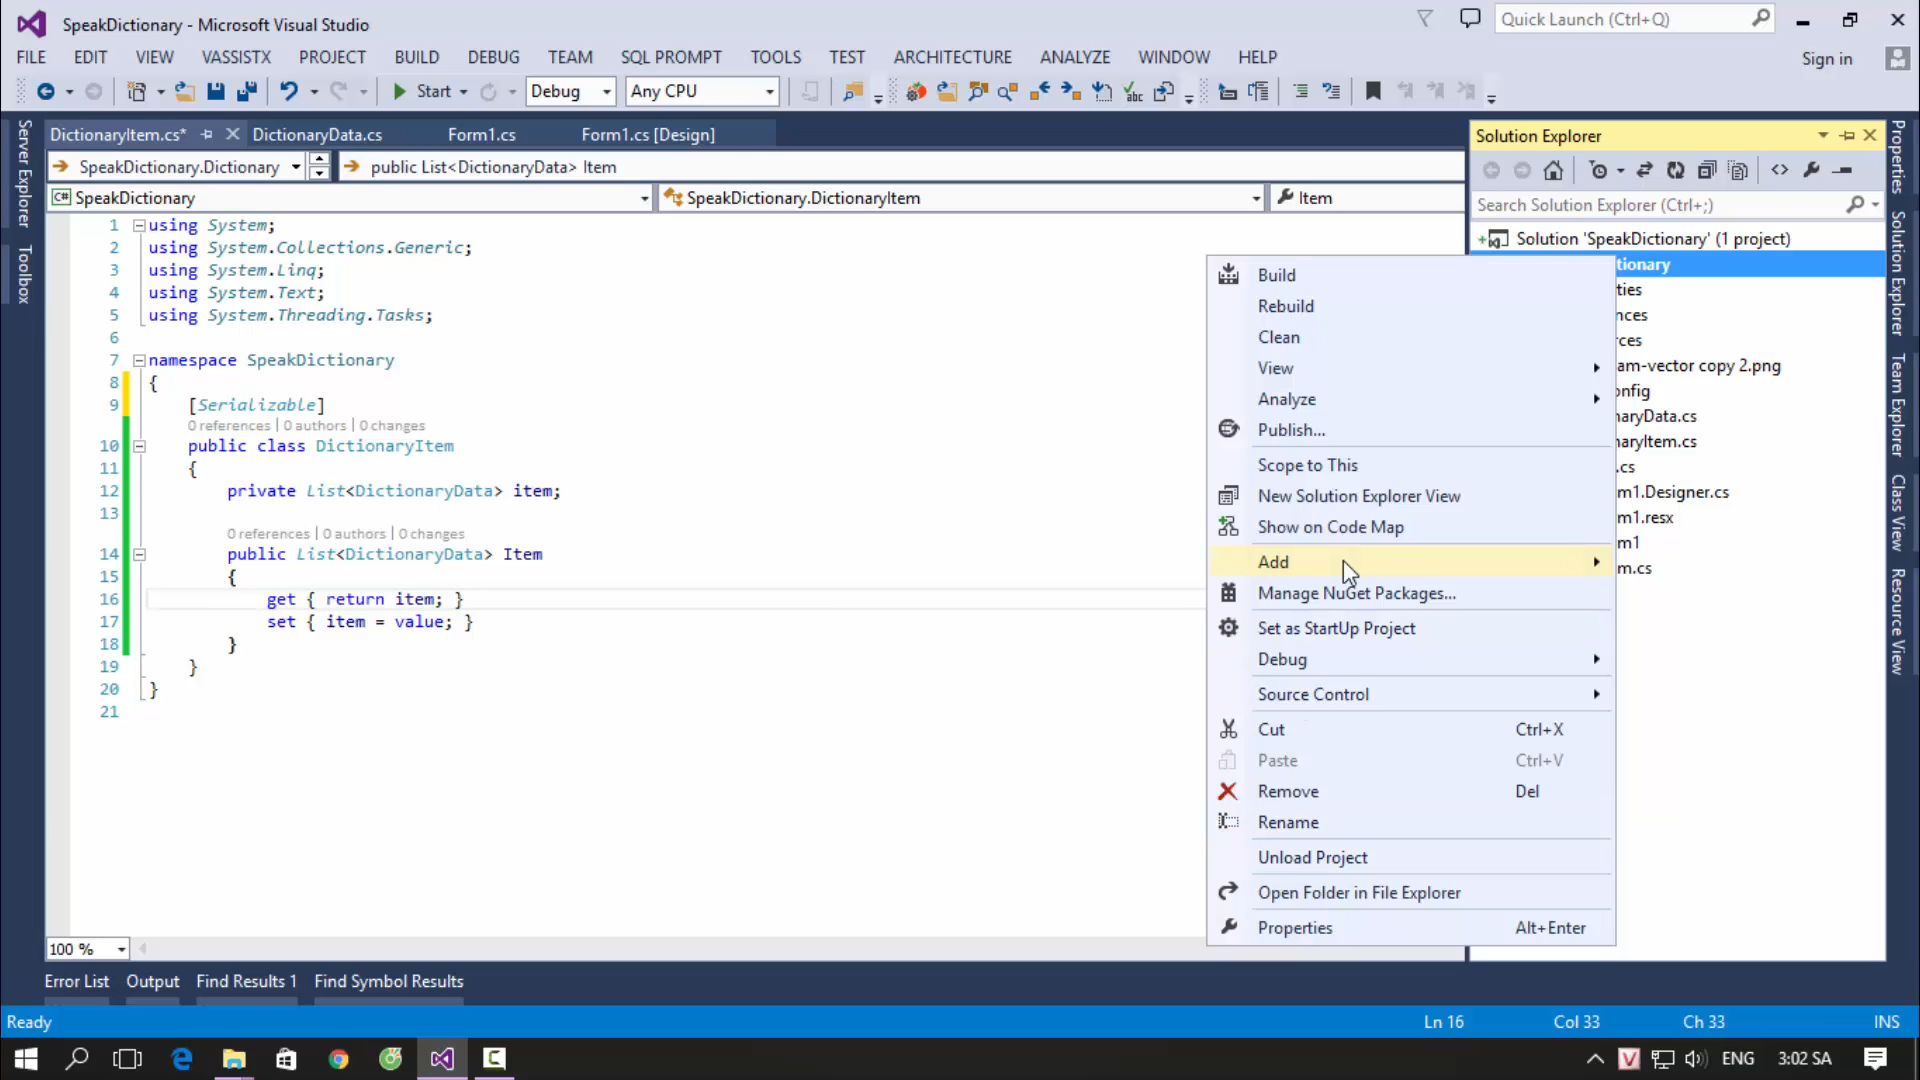 SpeakDictionary - Microsoft Visual Studio
Quick Launch (Ctrl+Q)
FILE EDIT VIEW VASSISTX PROJECT BUILD DEBUG TEAM SQL PROMPT TOOLS TEST ARCHITECTURE ANALYZE WINDOW HELP
Sign in
Start Debug Any CPU
DictionaryItem.cs* DictionaryData.cs Form1.cs Form1.cs [Design]
SpeakDictionary.Dictionary public List<DictionaryData> Item
C# SpeakDictionary SpeakDictionary.DictionaryItem Item
1 using System;
2 using System.Collections.Generic;
3 using System.Linq;
4 using System.Text;
5 using System.Threading.Tasks;
6
7 namespace SpeakDictionary
8 {
9 [Serializable]
0 references | 0 authors | 0 changes
10 public class DictionaryItem
11 {
12 private List<DictionaryData> item;
13
0 references | 0 authors | 0 changes
14 public List<DictionaryData> Item
15 {
16 get { return item; }
17 set { item = value; }
18 }
19 }
20 }
21
100 %
Server Explorer
Toolbox
Build
Rebuild
Clean
View
Analyze
Publish...
Scope to This
New Solution Explorer View
Show on Code Map
Add
Manage NuGet Packages...
Set as StartUp Project
Debug
Source Control
Cut Ctrl+X
Paste Ctrl+V
Remove Del
Rename
Unload Project
Open Folder in File Explorer
Properties Alt+Enter
Solution Explorer
Search Solution Explorer (Ctrl+;)
Solution 'SpeakDictionary' (1 project)
tionary
ties
nces
rces
am-vector copy 2.png
nfig
naryData.cs
naryItem.cs
.cs
m1.Designer.cs
m1.resx
m1
m.cs
Properties
Solution Explorer
Team Explorer
Class View
Resource View
Error List Output Find Results 1 Find Symbol Results
Ready Ln 16 Col 33 Ch 33 INS
ENG 3:02 SA